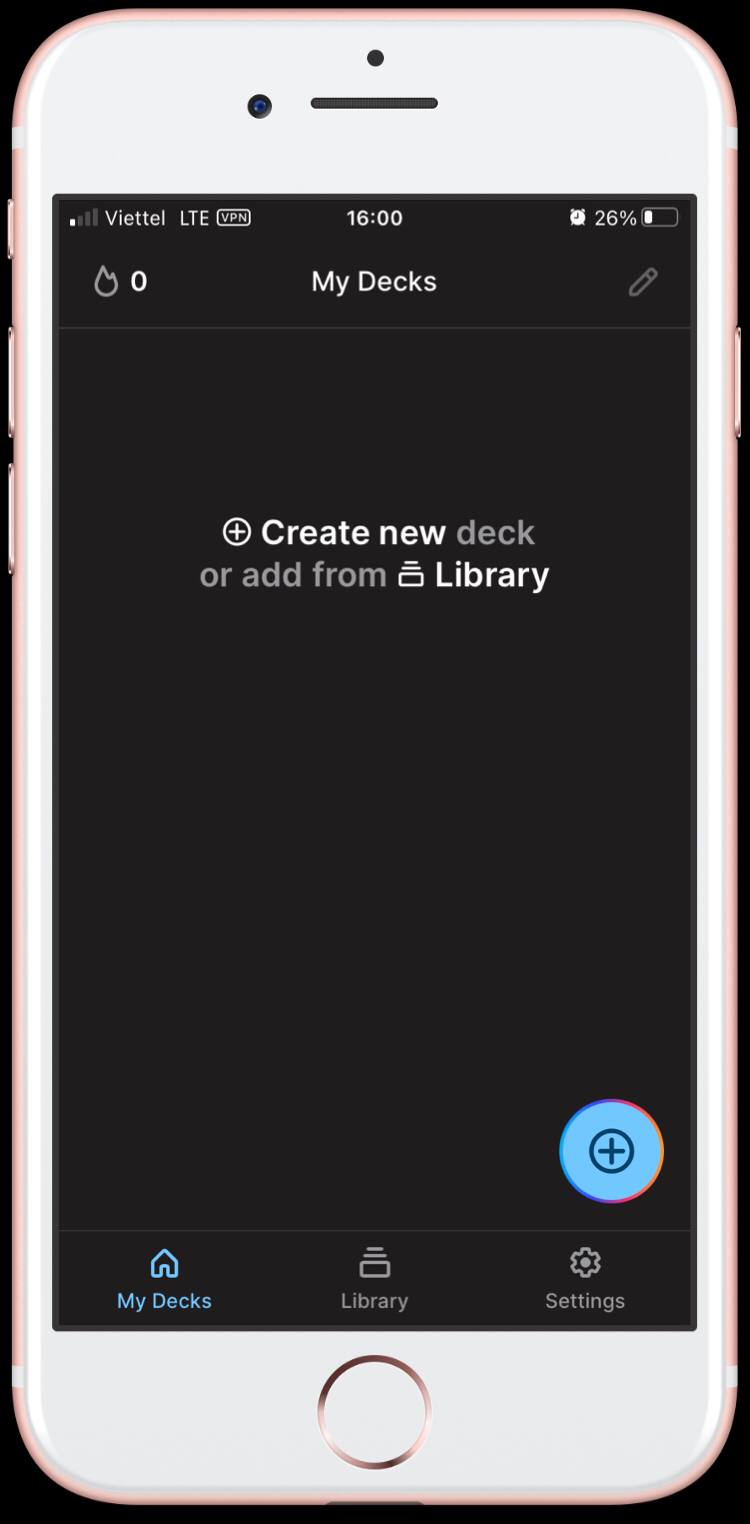 Viettel LTE VPN 16:00 26%
0 My Decks
Create new deck
or add from Library
My Decks Library Settings